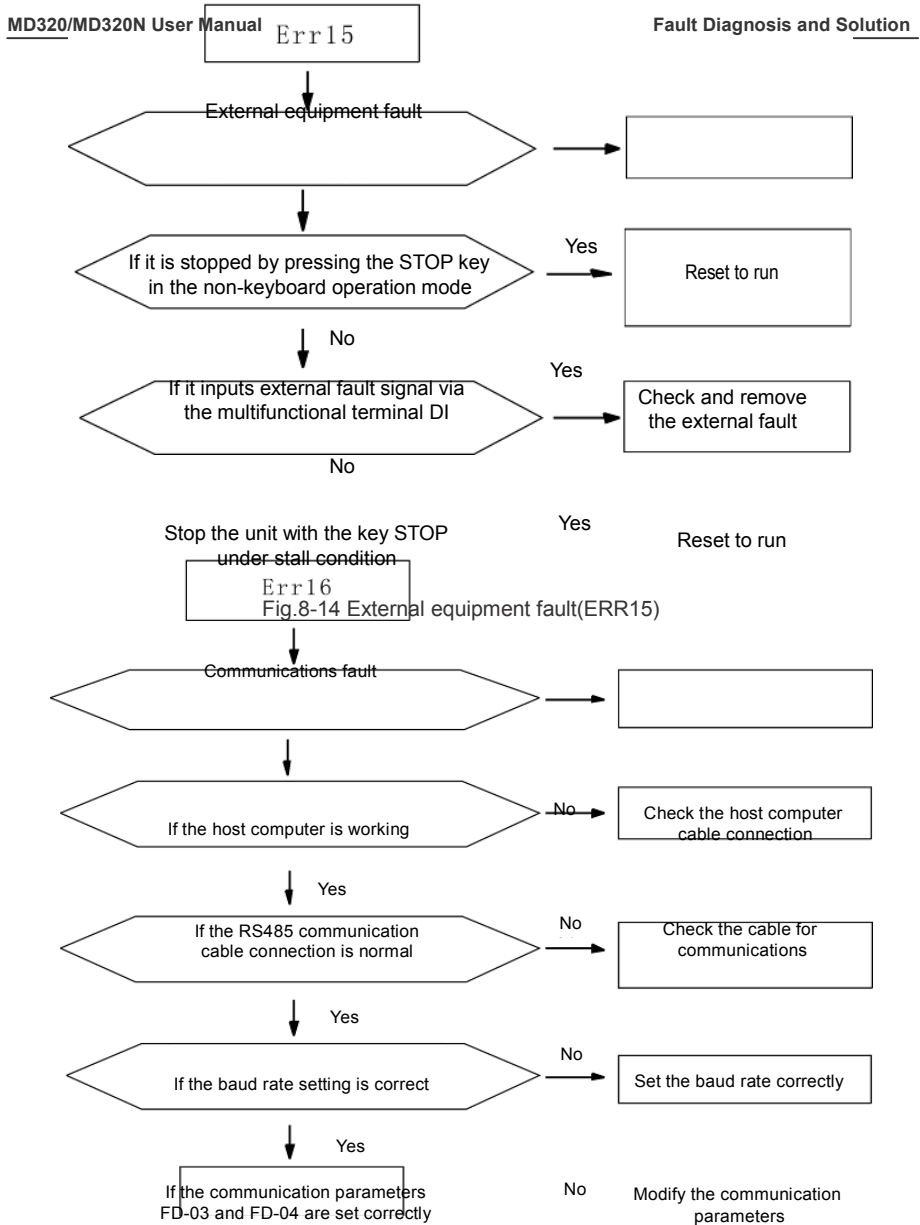 MD320/MD320N User Manual
Fault Diagnosis and Solution
Err15
External equipment fault
If it is stopped by pressing the STOP key
in the non-keyboard operation mode
Yes
Reset to run
No
If it inputs external fault signal via
the multifunctional terminal DI
Yes
Check and remove
the external fault
No
Stop the unit with the key STOP
under stall condition
Yes
Reset to run
Err16
Fig.8-14 External equipment fault(ERR15)
Communications fault
If the host computer is working
No
Check the host computer
cable connection
Yes
If the RS485 communication
cable connection is normal
No
Check the cable for
communications
Yes
If the baud rate setting is correct
No
Set the baud rate correctly
Yes
If the communication parameters
FD-03 and FD-04 are set correctly
No
Modify the communication
parameters